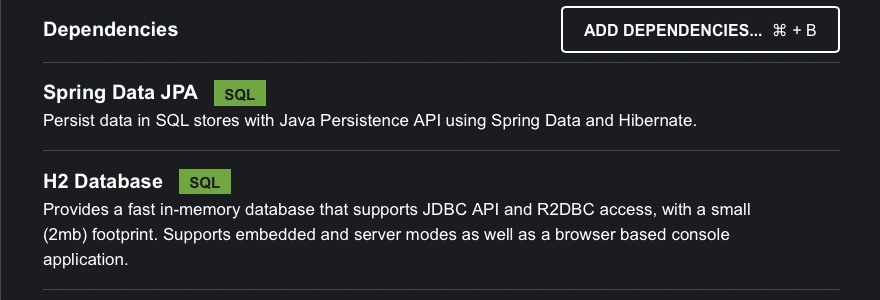 Dependencies
ADD DEPENDENCIES... ⌘ + B
Spring Data JPA SQL
Persist data in SQL stores with Java Persistence API using Spring Data and Hibernate.
H2 Database SQL
Provides a fast in-memory database that supports JDBC API and R2DBC access, with a small
(2mb) footprint. Supports embedded and server modes as well as a browser based console
application.